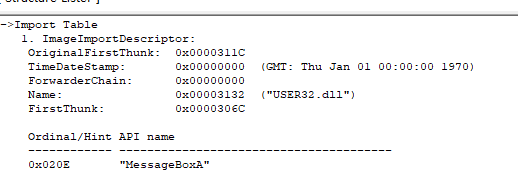 ->Import Table
1. ImageImportDescriptor:
OriginalFirstThunk: 0x0000311C
TimeDateStamp: 0x00000000 (GMT: Thu Jan 01 00:00:00 1970)
ForwarderChain: 0x00000000
Name: 0x00003132 ("USER32.dll")
FirstThunk: 0x0000306C
Ordinal/Hint API name
------------ ---------------------------------------
0x020E "MessageBoxA"